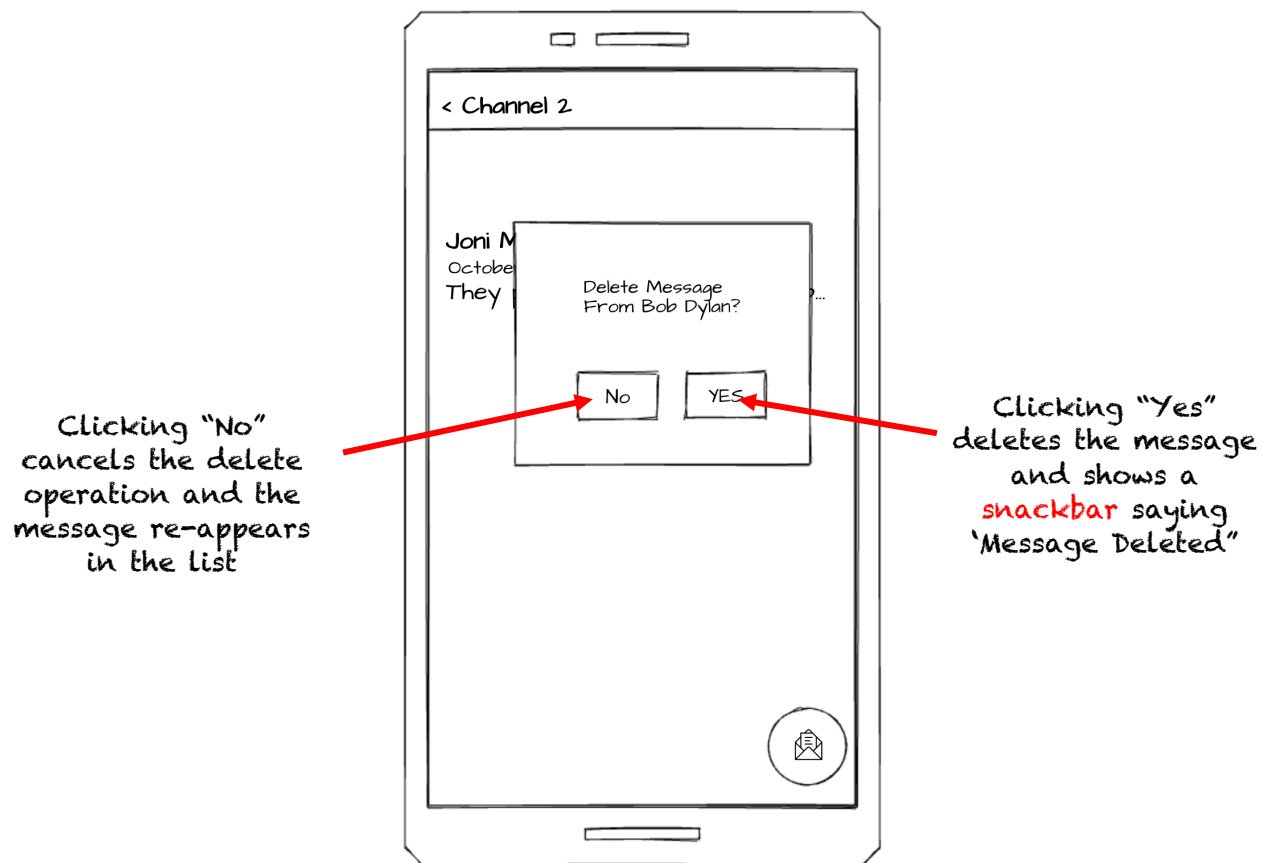 < Channel 2
Joni M
October
They
...
Delete Message
From Bob Dylan?
No
YES
Clicking "No"
cancels the delete
operation and the
message re-appears
in the list
Clicking "Yes"
deletes the message
and shows a
snackbar saying
'Message Deleted"